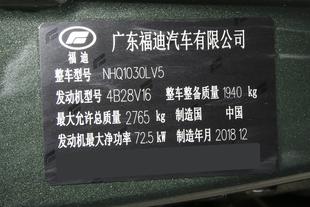 广东福迪汽车有限公司
福迪
整车型号 NHQ1030LV5
发动机型号 4B28V16 整车整备质量 1940 kg
最大允许总质量 2765 kg 制造国 中国
发动机最大净功率 72.5 kW 制造年月 2018 12